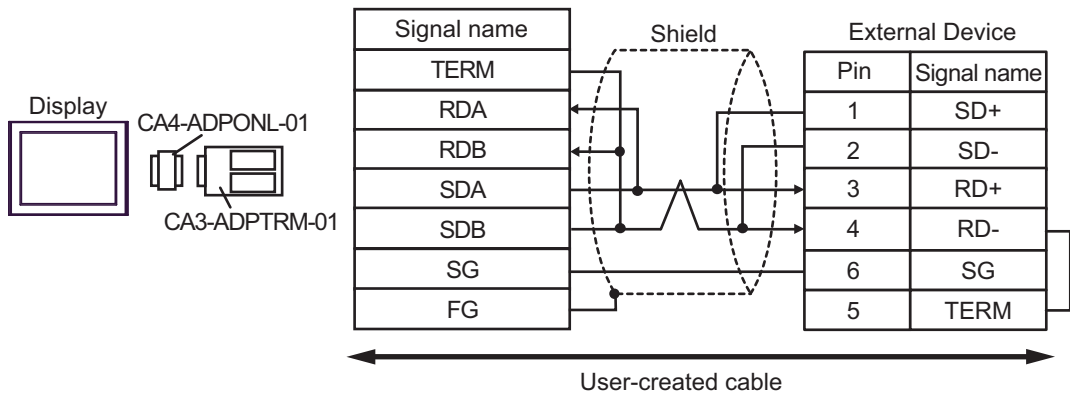 Display
CA4-ADPONL-01
CA3-ADPTRM-01
Signal name
TERM
RDA
RDB
SDA
SDB
SG
FG
Shield
External Device
Pin Signal name
1 SD+
2 SD-
3 RD+
4 RD-
6 SG
5 TERM
User-created cable